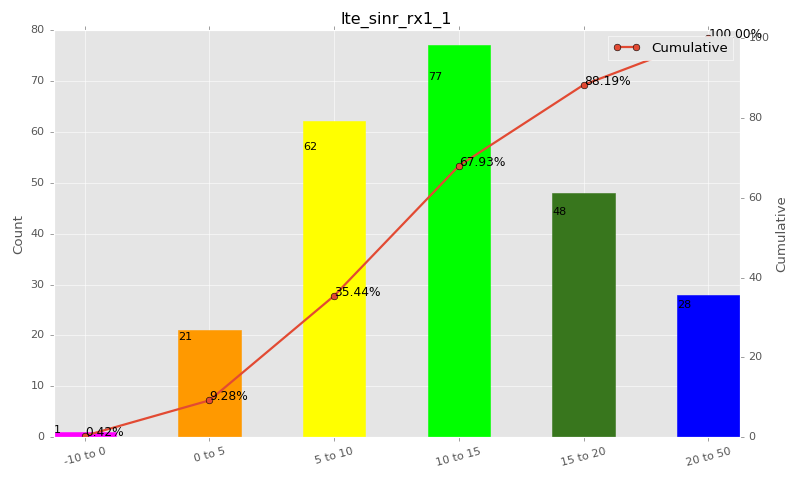 lte_sinr_rx1_1
80
70
60
50
40
30
20
10
0
Count
100
80
60
40
20
0
Cumulative
Cumulative
1
21
62
77
48
28
0.42%
9.28%
35.44%
67.93%
88.19%
100.00%
-10 to 0
0 to 5
5 to 10
10 to 15
15 to 20
20 to 50